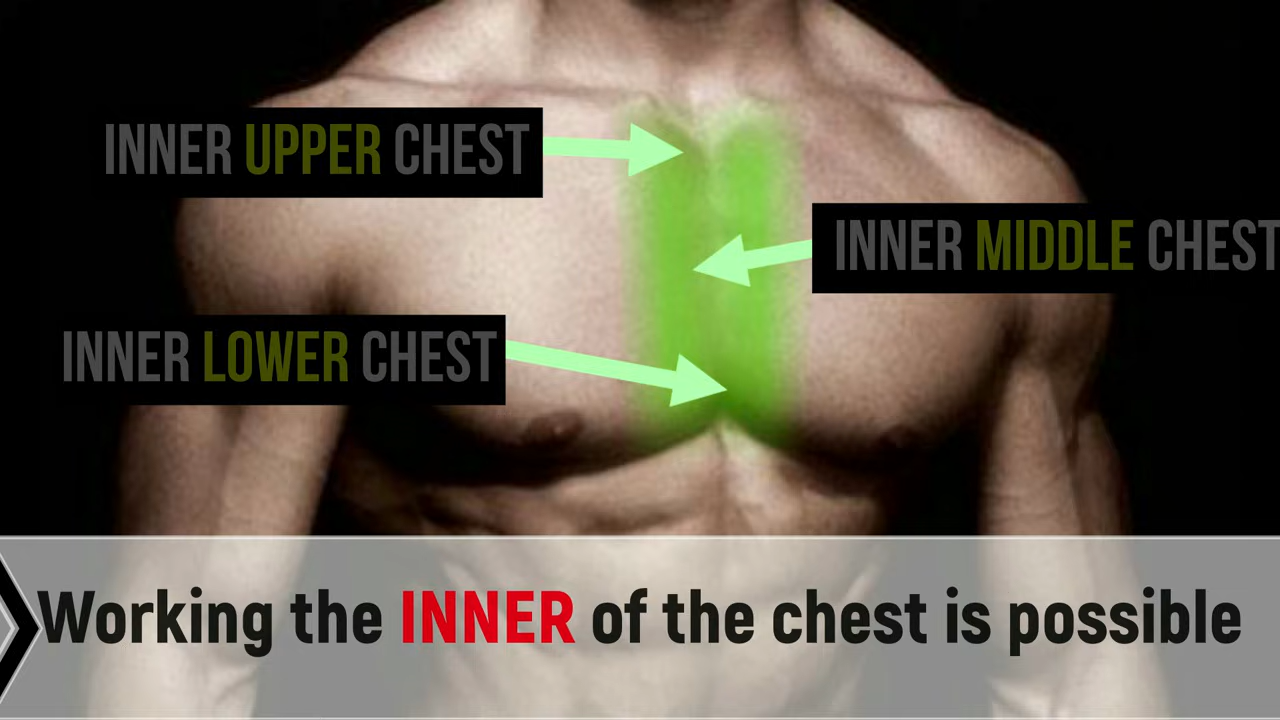 INNER UPPER CHEST
INNER MIDDLE CHEST
INNER LOWER CHEST
Working the INNER of the chest is possible